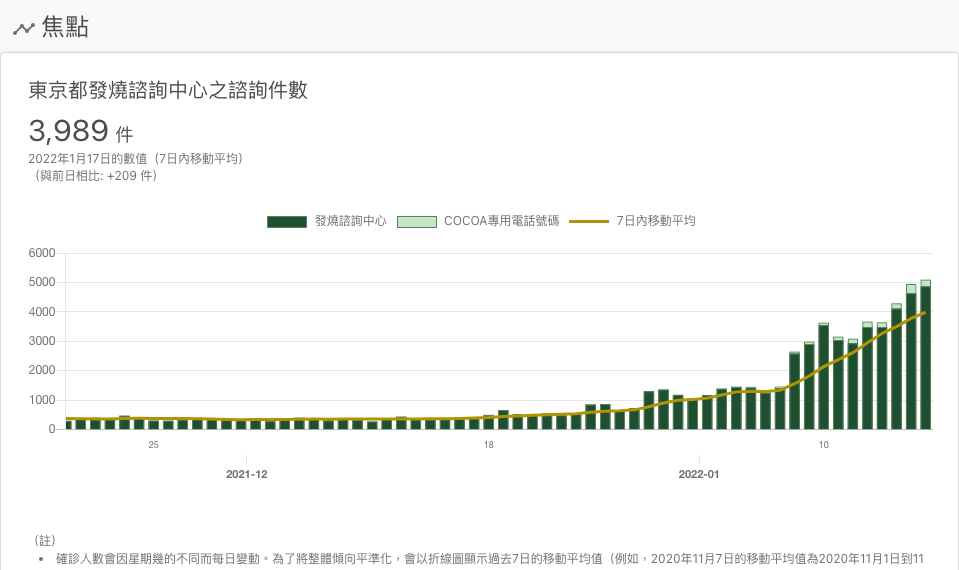 焦點
東京都發燒諮詢中心之諮詢件數
3,989 件
2022年1月17日的數值（7日內移動平均）
（與前日相比: +209 件）
發燒諮詢中心 COCOA專用電話號碼 7日內移動平均
6000
5000
4000
3000
2000
1000
0
25 18 10
2021-12 2022-01
（註）
• 確診人數會因星期幾的不同而每日變動。為了將整體傾向平準化，會以折線圖顯示過去7日的移動平均值（例如，2020年11月7日的移動平均值為2020年11月1日到11